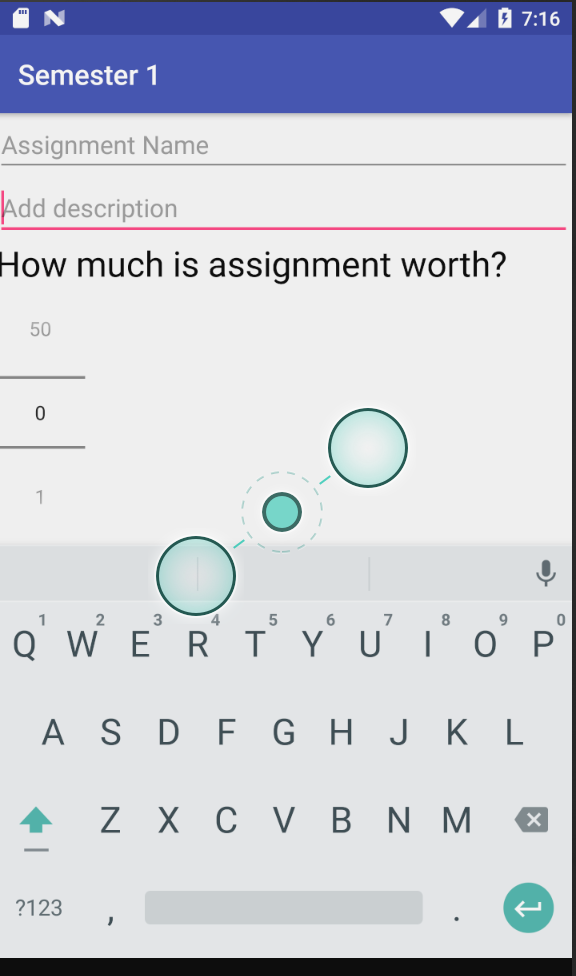 7:16
Semester 1
Assignment Name
Add description
How much is assignment worth?
50
0
1
1 2 3 4 5 6 7 8 9 0
Q W E R T Y U I O P
A S D F G H J K L
Z X C V B N M
?123 , .